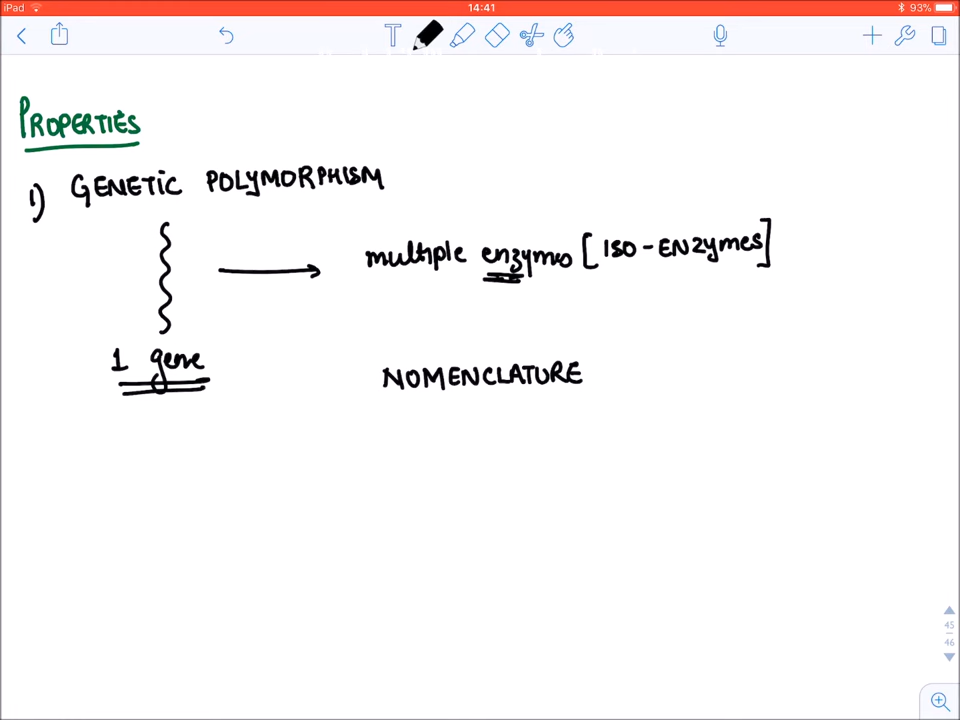 iPad 14:41 93%
PROPERTIES
1) GENETIC POLYMORPHISM
multiple enzymes [ISO-ENZymes]
1 gene
NOMENCLATURE
45
46